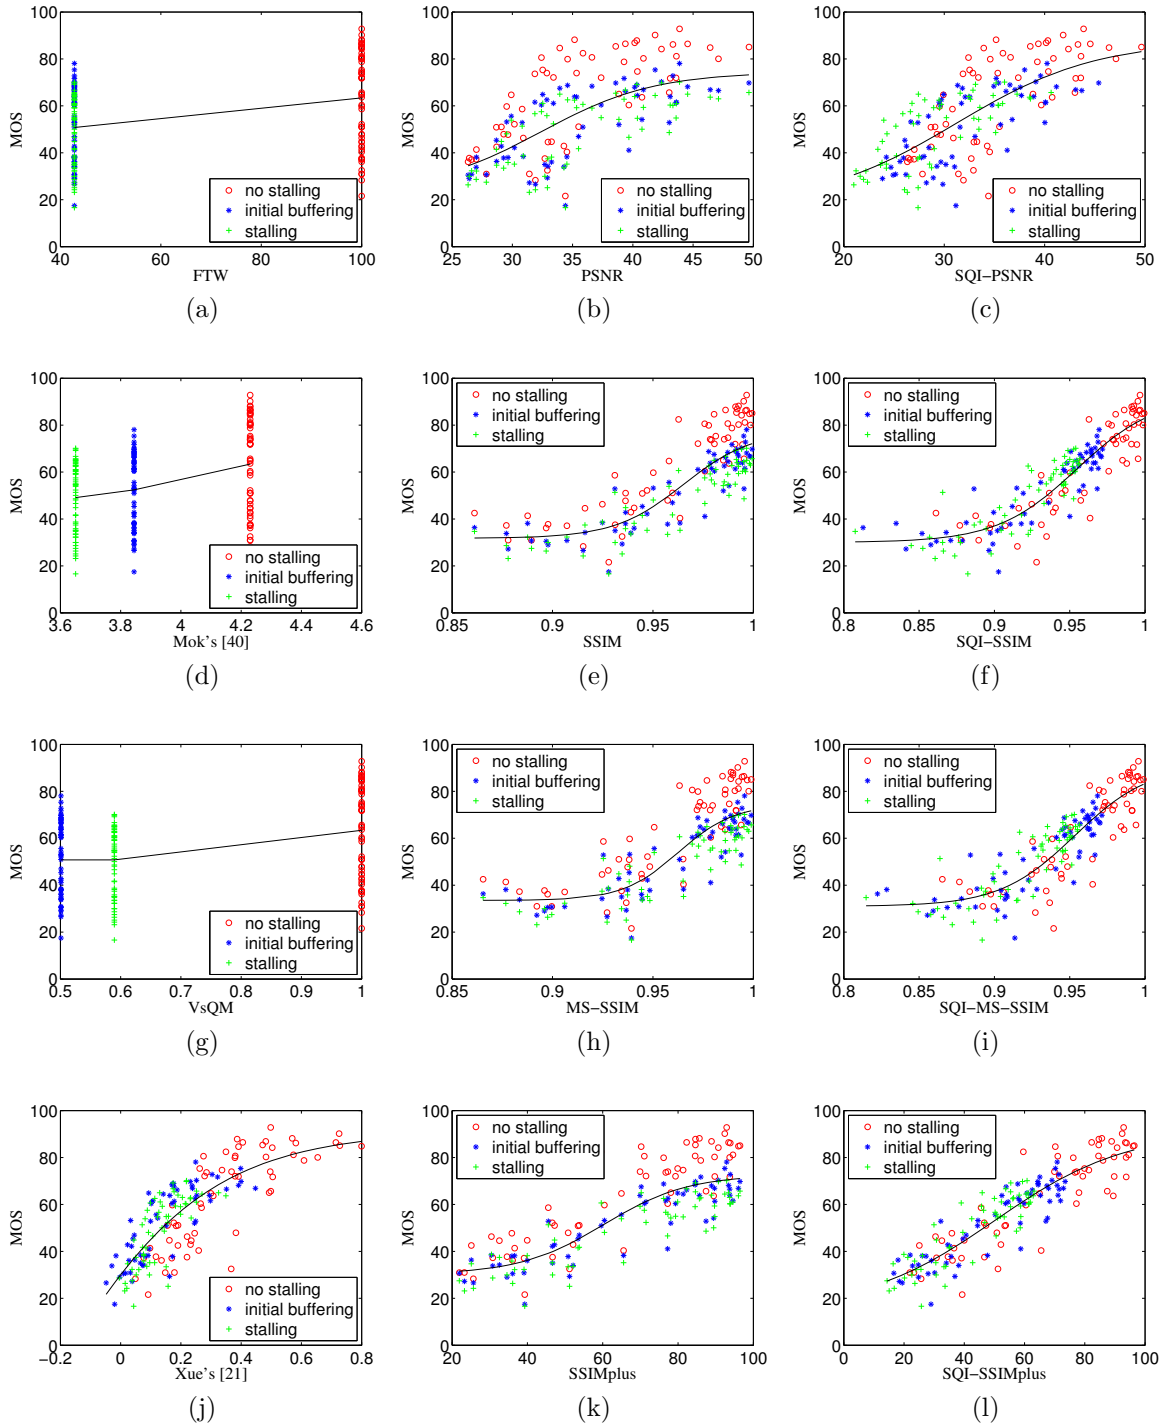 100
80
60
40
20
0
MOS
no stalling
initial buffering
stalling
40 60 80 100
FTW
(a)
100
80
60
40
20
0
MOS
no stalling
initial buffering
stalling
25 30 35 40 45 50
PSNR
(b)
100
80
60
40
20
0
MOS
no stalling
initial buffering
stalling
20 30 40 50
SQI−PSNR
(c)
100
80
60
40
20
0
MOS
no stalling
initial buffering
stalling
3.6 3.8 4 4.2 4.4 4.6
Mok's [40]
(d)
100
80
60
40
20
0
MOS
no stalling
initial buffering
stalling
0.85 0.9 0.95 1
SSIM
(e)
100
80
60
40
20
0
MOS
no stalling
initial buffering
stalling
0.8 0.85 0.9 0.95 1
SQI−SSIM
(f)
100
80
60
40
20
0
MOS
no stalling
initial buffering
stalling
0.5 0.6 0.7 0.8 0.9 1
VsQM
(g)
100
80
60
40
20
0
MOS
no stalling
initial buffering
stalling
0.85 0.9 0.95 1
MS−SSIM
(h)
100
80
60
40
20
0
MOS
no stalling
initial buffering
stalling
0.8 0.85 0.9 0.95 1
SQI−MS−SSIM
(i)
100
80
60
40
20
0
MOS
no stalling
initial buffering
stalling
−0.2 0 0.2 0.4 0.6 0.8
Xue's [21]
(j)
100
80
60
40
20
0
MOS
no stalling
initial buffering
stalling
20 40 60 80 100
SSIMplus
(k)
100
80
60
40
20
0
MOS
no stalling
initial buffering
stalling
0 20 40 60 80 100
SQI−SSIMplus
(l)